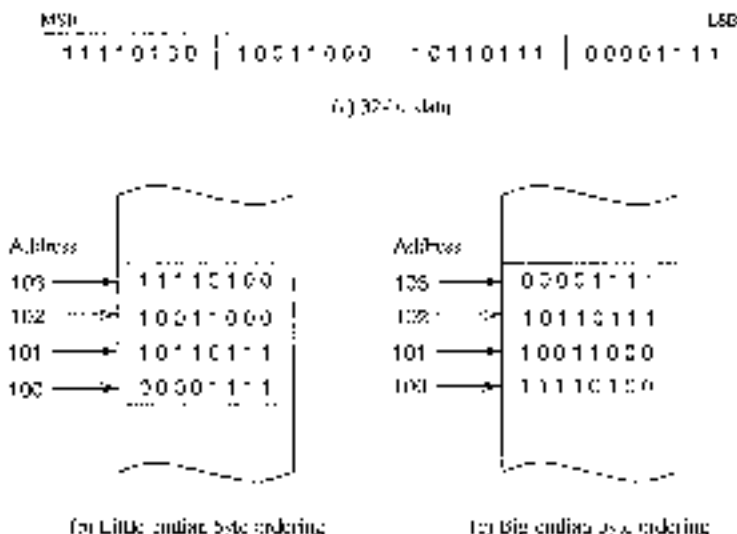 MSB LSB
11110100 10011000 10110111 00001111
(a) 32-bit data
Address
103 11110100
102 10011000
101 10110111
100 00001111
(b) Little-endian byte ordering
Address
103 00001111
102 10110111
101 10011000
100 11110100
(c) Big-endian byte ordering